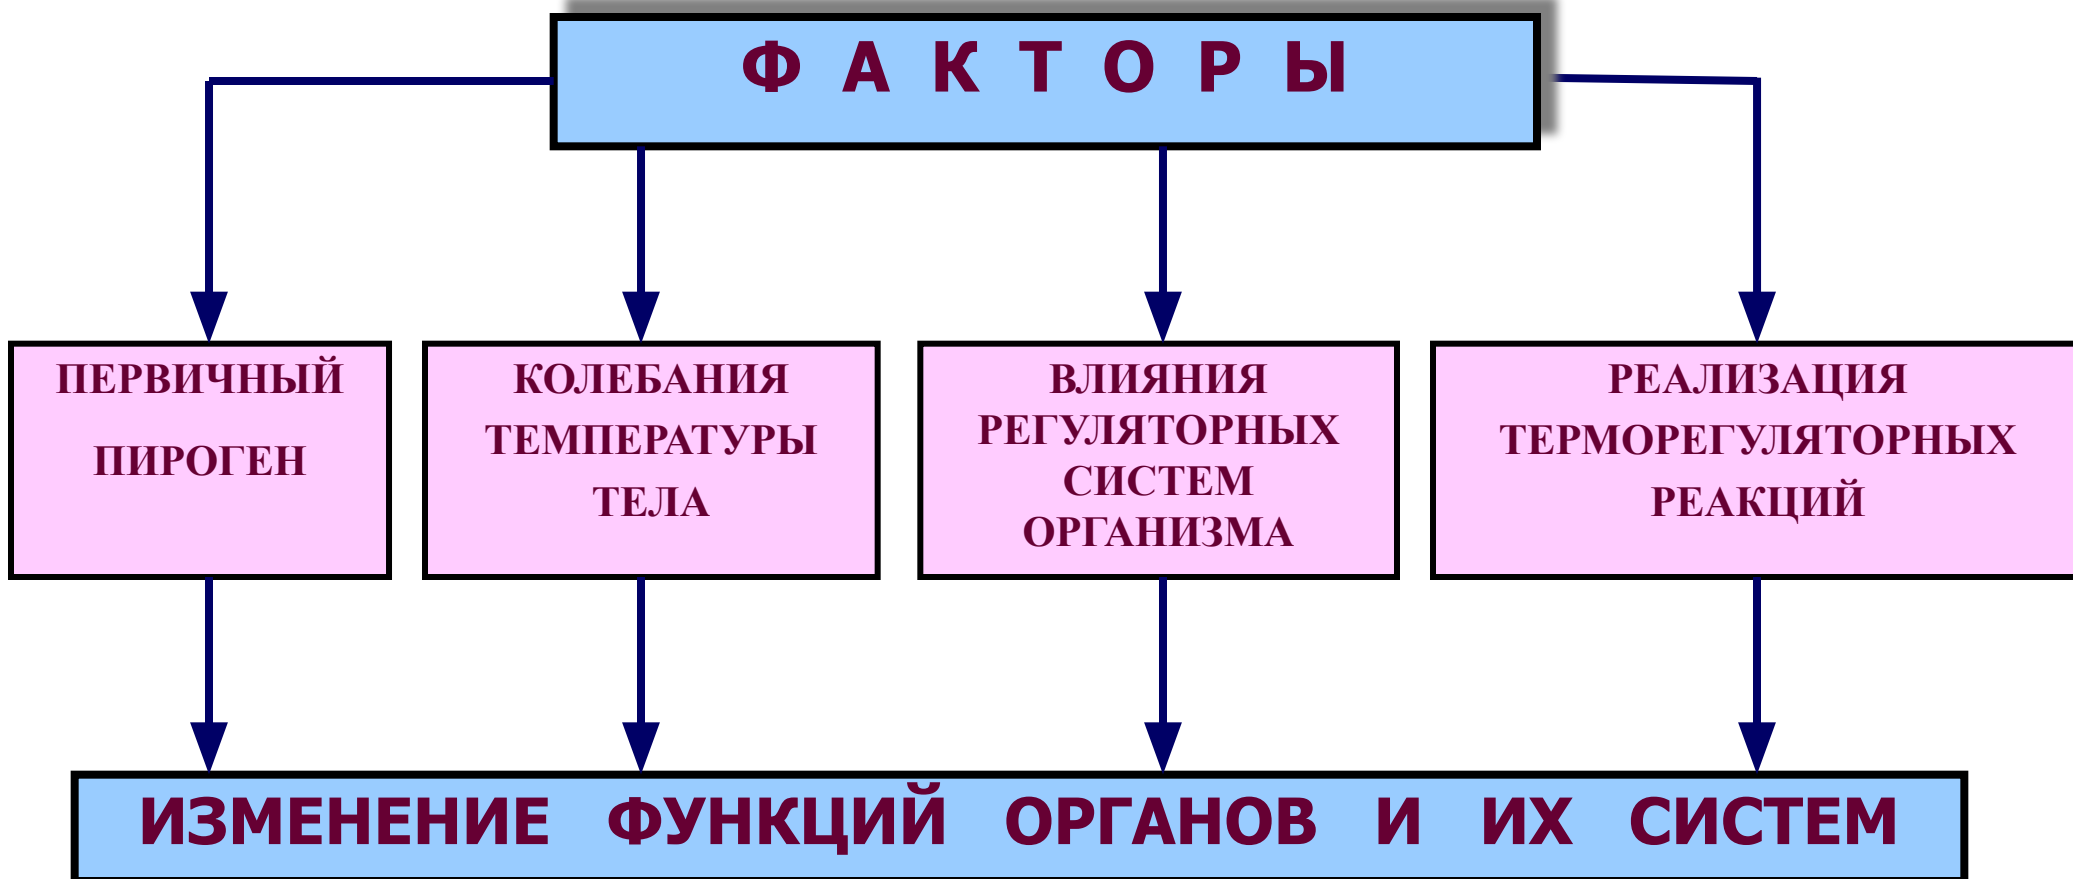 Ф А К Т О Р Ы
ПЕРВИЧНЫЙ
ПИРОГЕН
КОЛЕБАНИЯ
ТЕМПЕРАТУРЫ
ТЕЛА
ВЛИЯНИЯ
РЕГУЛЯТОРНЫХ
СИСТЕМ
ОРГАНИЗМА
РЕАЛИЗАЦИЯ
ТЕРМОРЕГУЛЯТОРНЫХ
РЕАКЦИЙ
ИЗМЕНЕНИЕ ФУНКЦИЙ ОРГАНОВ И ИХ СИСТЕМ